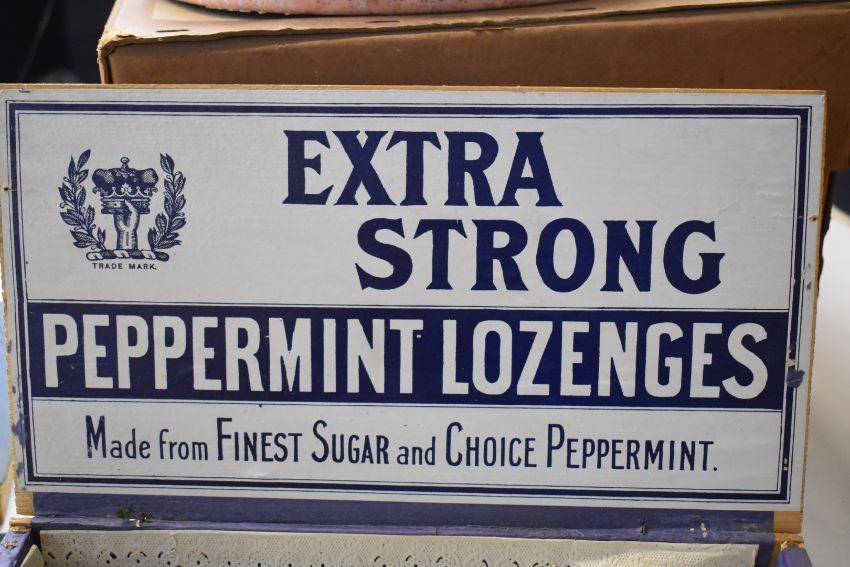 EXTRA
STRONG
TRADE MARK.
PEPPERMINT LOZENGES
Made from FINEST SUGAR and CHOICE PEPPERMINT.